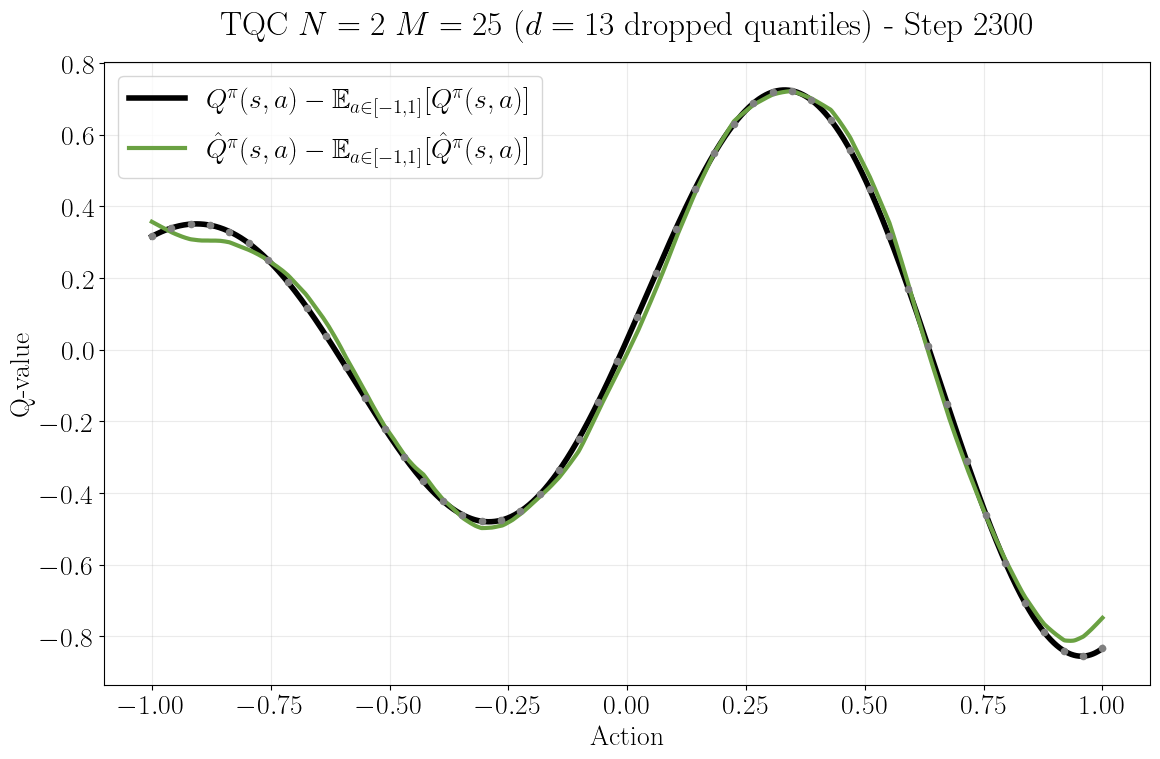 TQC N = 2 M = 25 (d = 13 dropped quantiles) - Step 2300
Q^π(s, a) − 𝔼_{a∈[−1,1]}[Q^π(s, a)]
Q̂^π(s, a) − 𝔼_{a∈[−1,1]}[Q̂^π(s, a)]
0.8
0.6
0.4
0.2
0.0
−0.2
−0.4
−0.6
−0.8
Q-value
−1.00 −0.75 −0.50 −0.25 0.00 0.25 0.50 0.75 1.00
Action